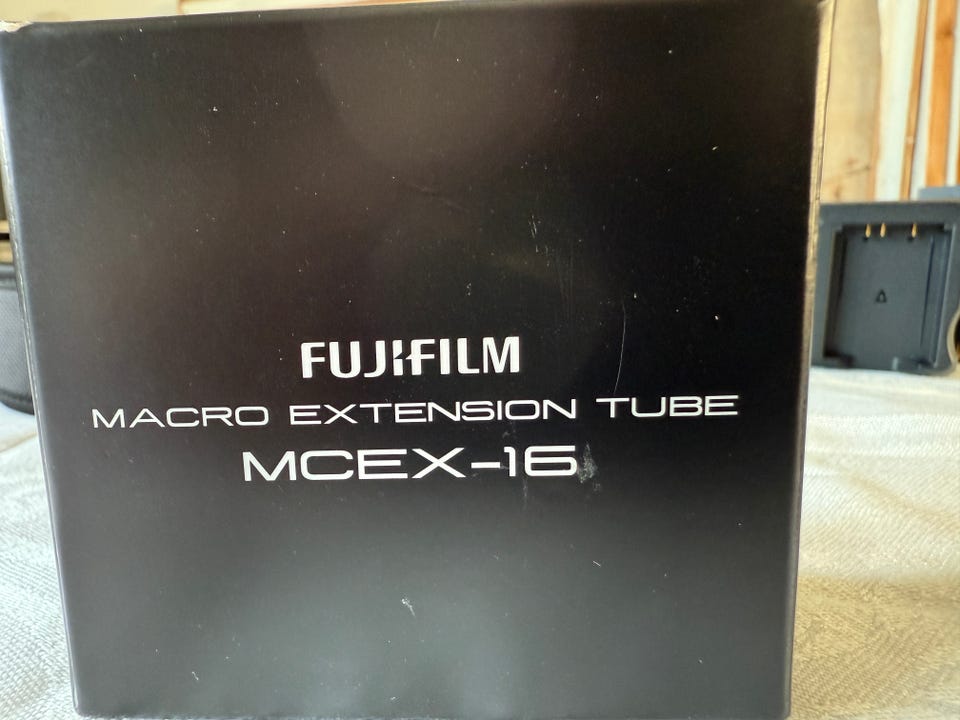 FUJIFILM
MACRO EXTENSION TUBE
MCEX-16